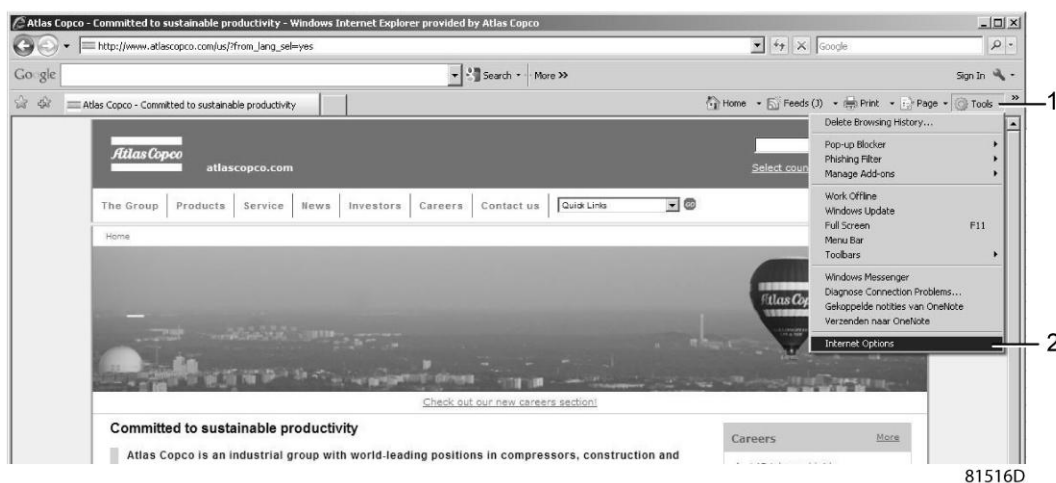 Atlas Copco - Committed to sustainable productivity - Windows Internet Explorer provided by Atlas Copco
http://www.atlascopco.com/us/?from_lang_sel=yes
Google
Google
Search
More »
Sign In
Atlas Copco - Committed to sustainable productivity
Home
Feeds (3)
Print
Page
Tools
»
1
Delete Browsing History...
Pop-up Blocker
Phishing Filter
Manage Add-ons
Work Offline
Windows Update
Full Screen F11
Menu Bar
Toolbars
Windows Messenger
Diagnose Connection Problems...
Gekoppelde notities van OneNote
Verzenden naar OneNote
Internet Options
2
Atlas Copco
atlascopco.com
Select coun
The Group
Products
Service
News
Investors
Careers
Contact us
Quick Links
GO
Home
Atlas Cop
Check out our new careers section!
Committed to sustainable productivity
Atlas Copco is an industrial group with world-leading positions in compressors, construction and
Careers
More
81516D